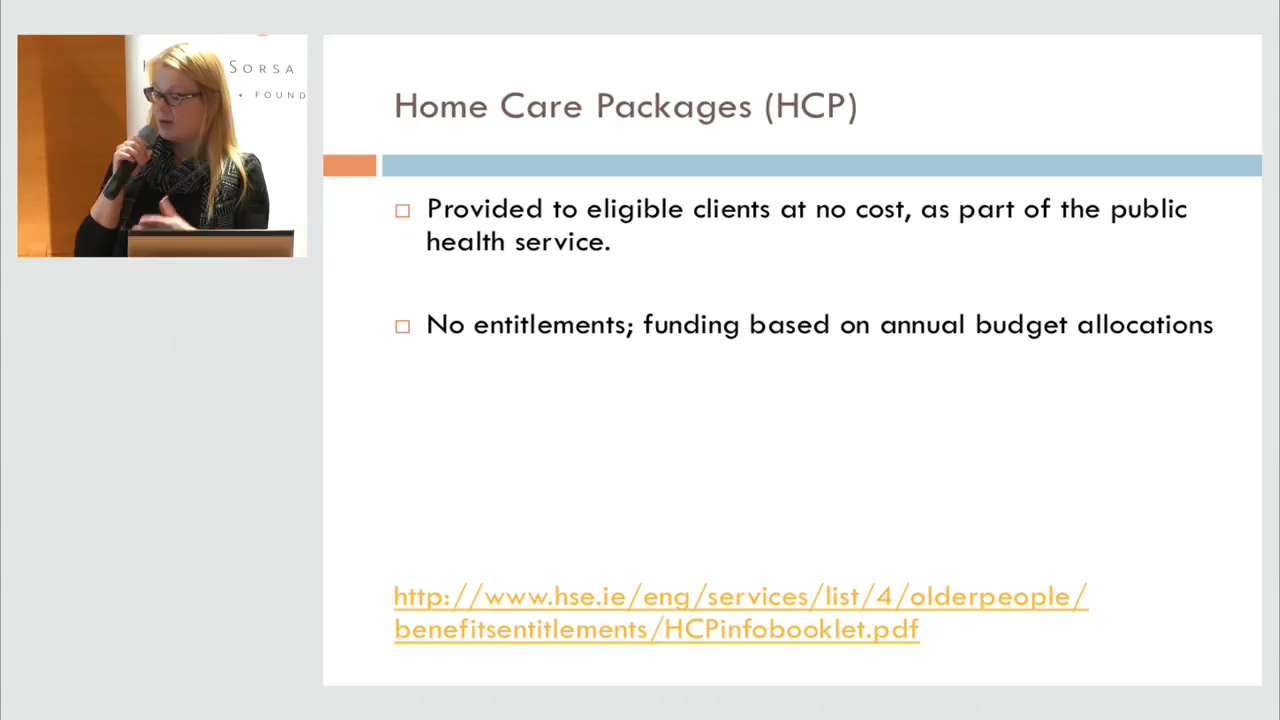 SORSA
• FOUND
Home Care Packages (HCP)
Provided to eligible clients at no cost, as part of the public
health service.
No entitlements; funding based on annual budget allocations
http://www.hse.ie/eng/services/list/4/olderpeople/
benefitsentitlements/HCPinfobooklet.pdf